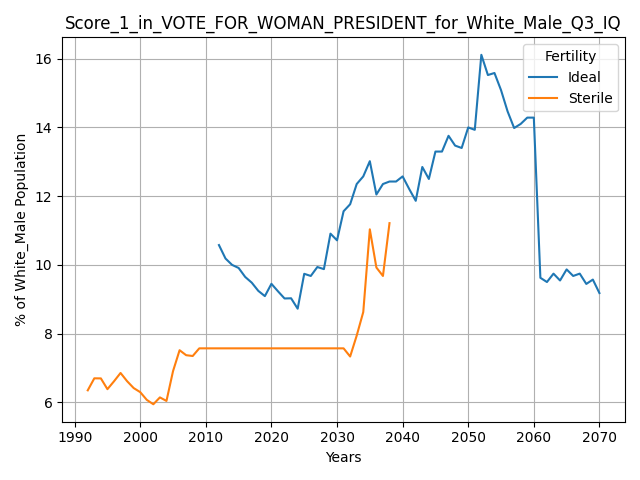 Score_1_in_VOTE_FOR_WOMAN_PRESIDENT_for_White_Male_Q3_IQ
Fertility
Ideal
Sterile
% of White_Male Population
16
14
12
10
8
6
1990 2000 2010 2020 2030 2040 2050 2060 2070
Years